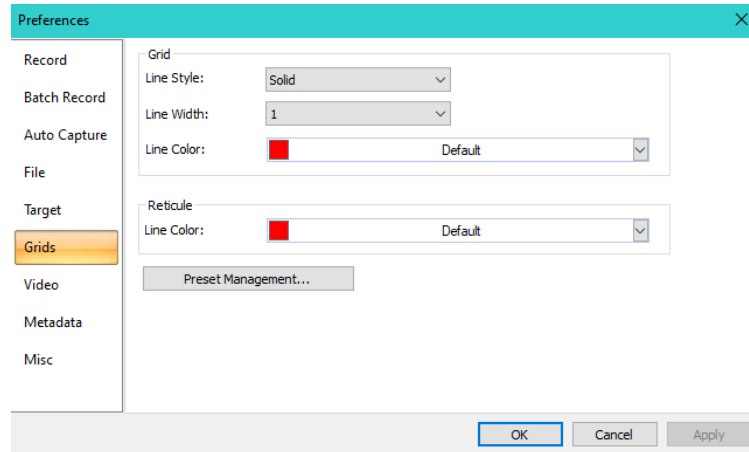 Preferences
Record
Batch Record
Auto Capture
File
Target
Grids
Video
Metadata
Misc
Grid
Line Style: Solid
Line Width: 1
Line Color: Default
Reticule
Line Color: Default
Preset Management...
OK Cancel Apply